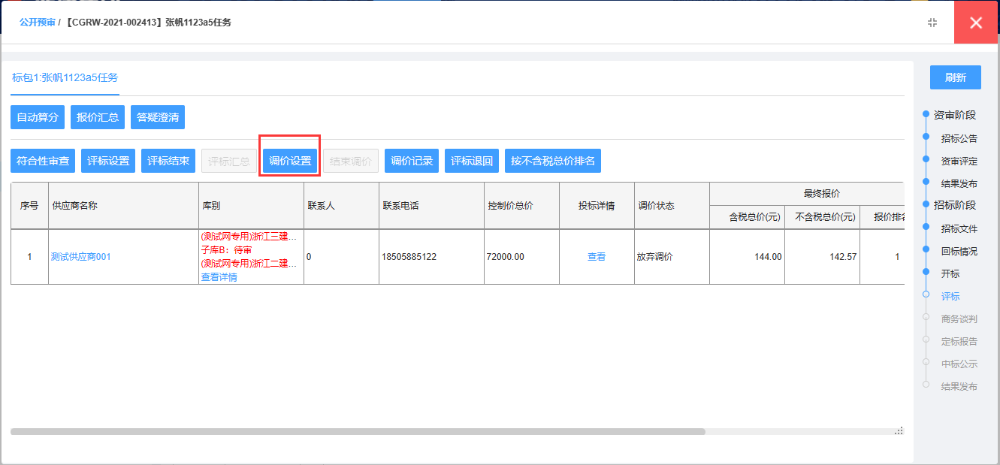 公开预审 / 【CGRW-2021-002413】张帆1123a5任务
标包1:张帆1123a5任务
刷新
自动算分 报价汇总 答疑澄清
符合性审查 评标设置 评标结束 评标汇总 调价设置 结束调价 调价记录 评标退回 按不含税总价排名
序号 供应商名称 库别 联系人 联系电话 控制价总价 投标详情 调价状态 最终报价
含税总价(元) 不含税总价(元) 报价排
(测试网专用)浙江三建...
子库B：待审
1 测试供应商001 0 18505885122 72000.00 查看 放弃调价 144.00 142.57 1
(测试网专用)浙江二建...
查看详情
资审阶段
招标公告
资审评定
结果发布
招标阶段
招标文件
回标情况
开标
评标
商务谈判
定标报告
中标公示
结果发布